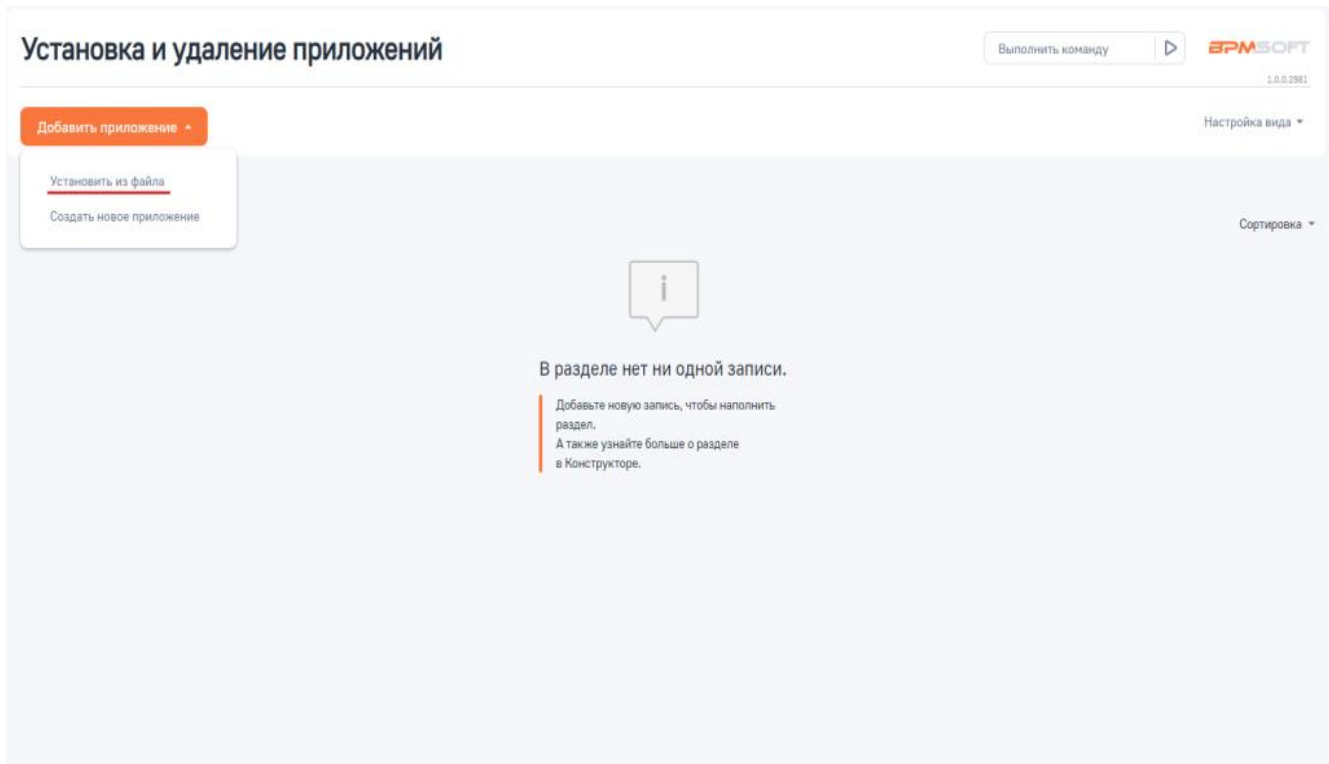 Установка и удаление приложений
Выполнить команду
BPMSOFT
1.0.0.2981
Добавить приложение
Настройка вида
Установить из файла
Создать новое приложение
Сортировка
i
В разделе нет ни одной записи.
Добавьте новую запись, чтобы наполнить
раздел.
А также узнайте больше о разделе
в Конструкторе.